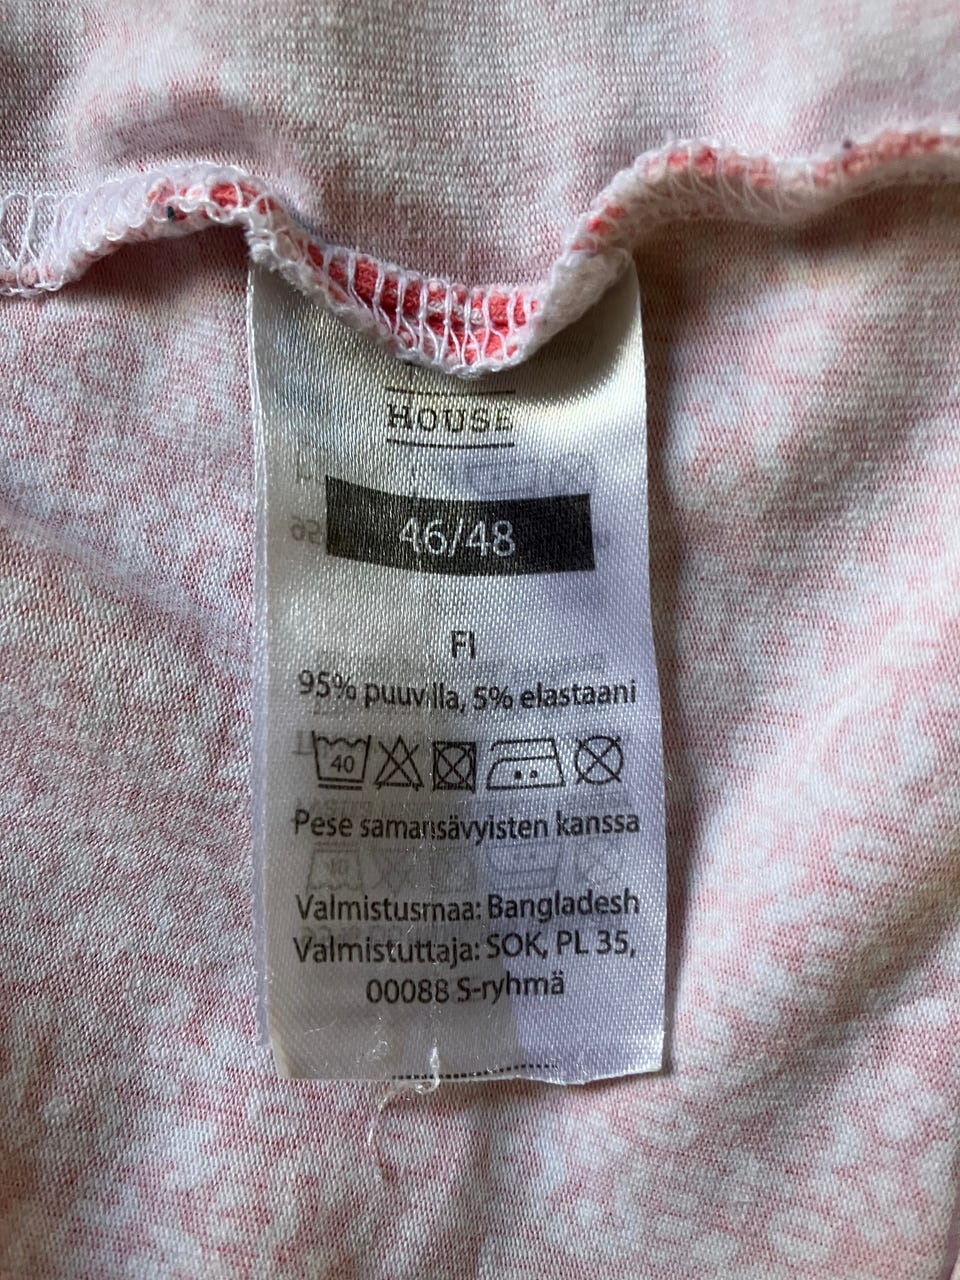 HOUSE
46/48
FI
95% puuvilla, 5% elastaani
40
Pese samansävyisten kanssa
Valmistusmaa: Bangladesh
Valmistuttaja: SOK, PL 35,
00088 S-ryhmä